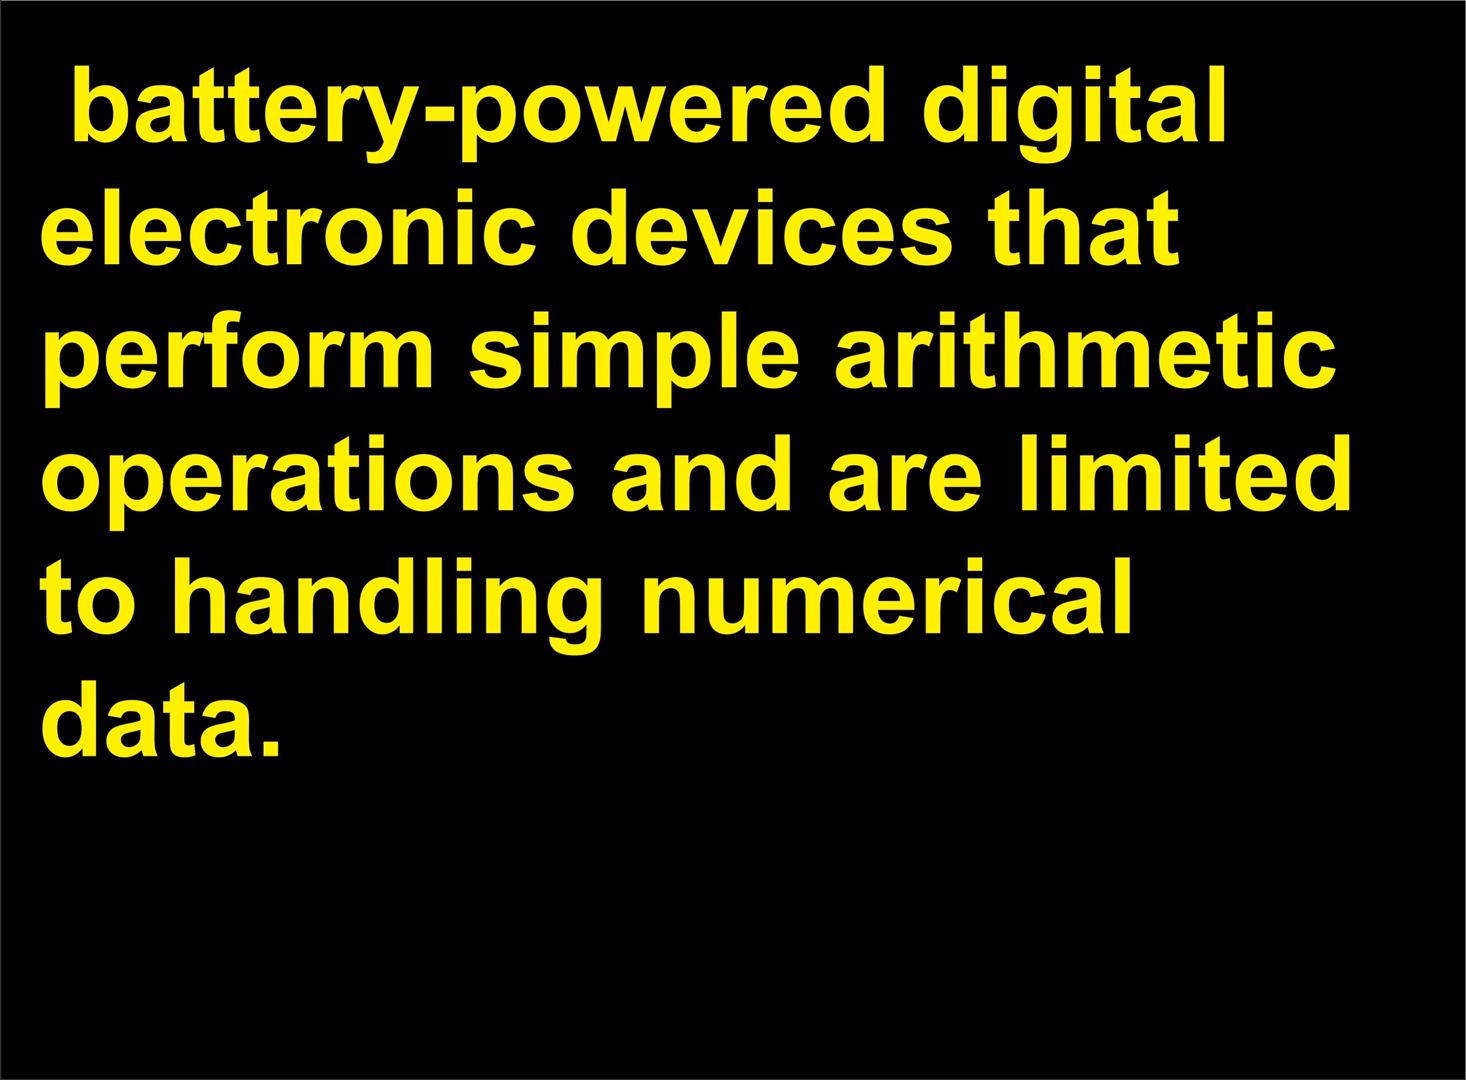 battery-powered digital
electronic devices that
perform simple arithmetic
operations and are limited
to handling numerical
data.